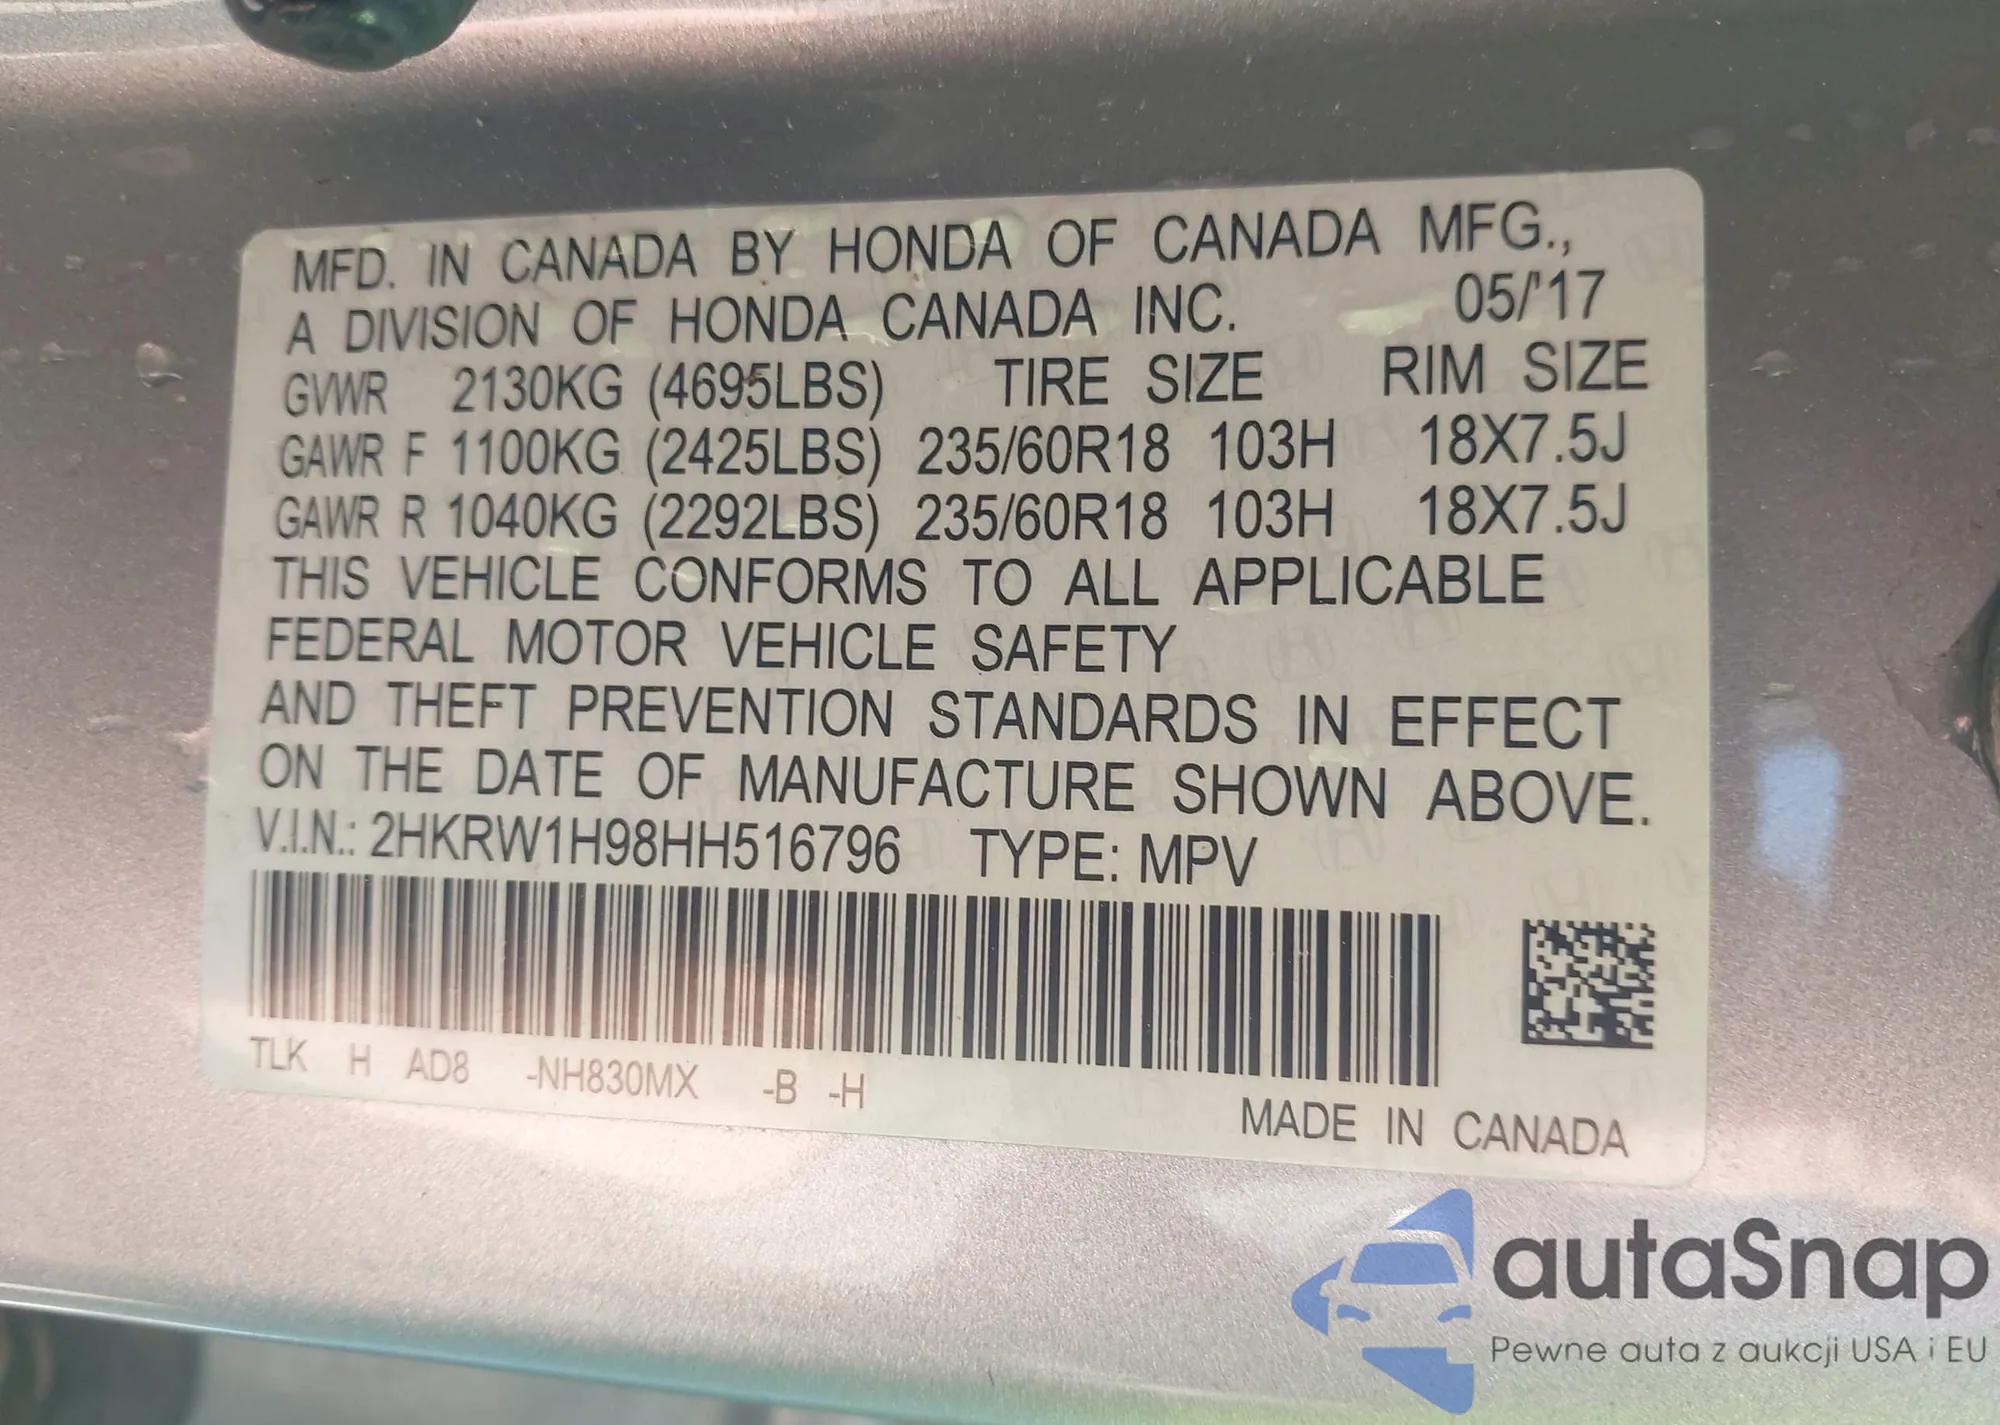 MFD. IN CANADA BY HONDA OF CANADA MFG.,
A DIVISION OF HONDA CANADA INC. 05/'17
GVWR 2130KG (4695LBS) TIRE SIZE RIM SIZE
GAWR F 1100KG (2425LBS) 235/60R18 103H 18X7.5J
GAWR R 1040KG (2292LBS) 235/60R18 103H 18X7.5J
THIS VEHICLE CONFORMS TO ALL APPLICABLE
FEDERAL MOTOR VEHICLE SAFETY
AND THEFT PREVENTION STANDARDS IN EFFECT
ON THE DATE OF MANUFACTURE SHOWN ABOVE.
V.I.N.: 2HKRW1H98HH516796 TYPE: MPV
TLK H AD8 -NH830MX -B -H
MADE IN CANADA
autaSnap
Pewne auta z aukcji USA i EU